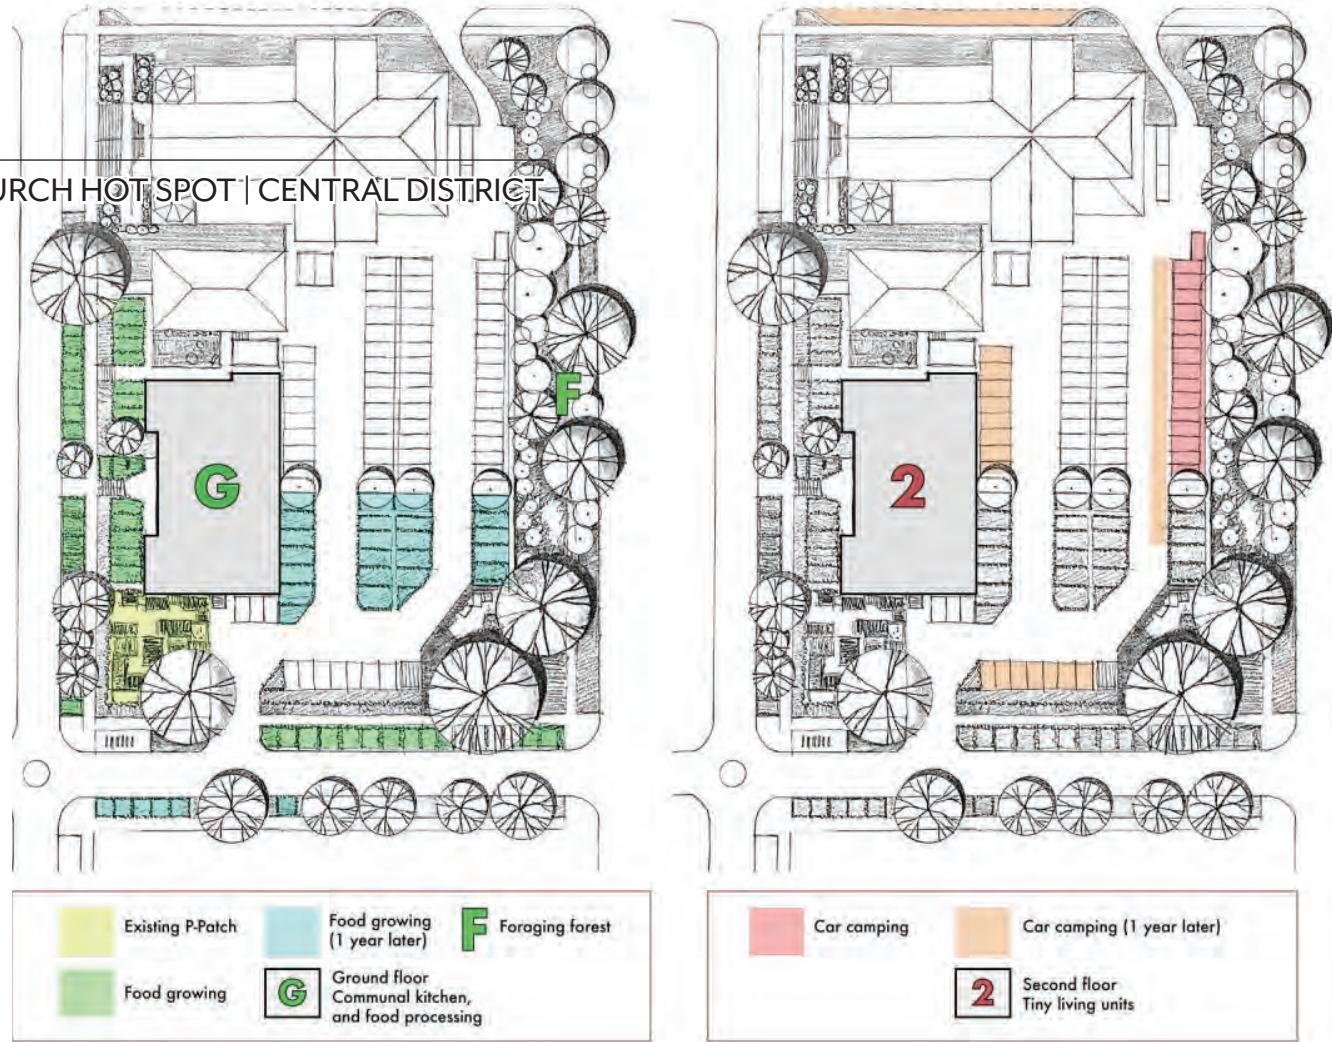 URCH HOT SPOT | CENTRAL DISTRICT
F
G
2
Existing P-Patch
Food growing
(1 year later)
F
Foraging forest
Food growing
G
Ground floor
Communal kitchen,
and food processing
Car camping
Car camping (1 year later)
2
Second floor
Tiny living units